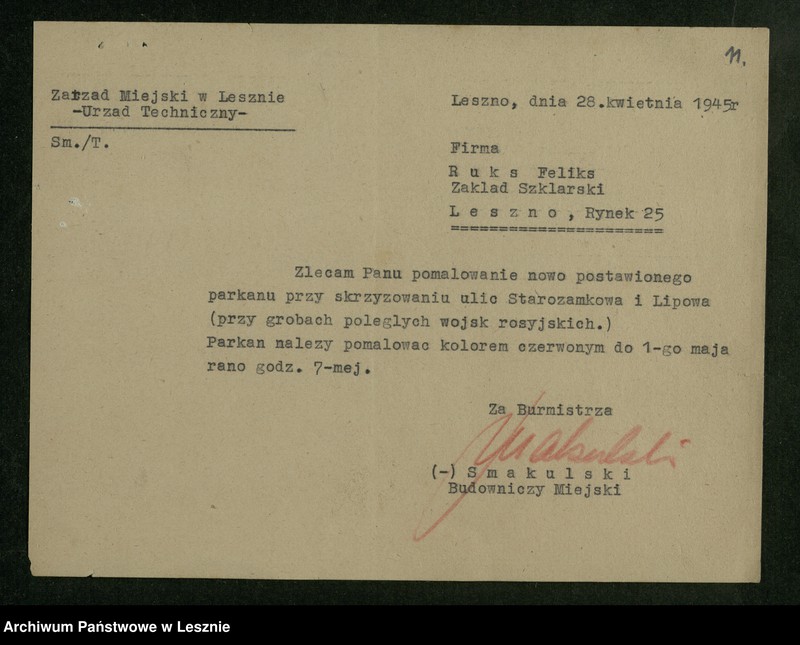 11.
Zarzad Miejski w Lesznie
-Urzad Techniczny-
Sm./T.
Leszno, dnia 28.kwietnia 1945r
Firma
R u k s Feliks
Zaklad Szklarski
L e s z n o , Rynek 25
Zlecam Panu pomalowanie nowo postawionego
parkanu przy skrzyzowaniu ulic Starozamkowa i Lipowa
(przy grobach poleglych wojsk rosyjskich.)
Parkan nalezy pomalowac kolorem czerwonym do 1-go maja
rano godz. 7-mej.
Za Burmistrza
Smakulski
(-) S m a k u l s k i
Budowniczy Miejski
Archiwum Państwowe w Lesznie